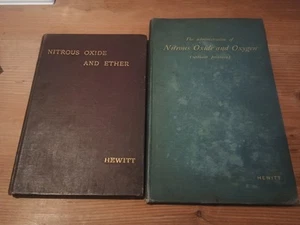 NITROUS OXIDE
AND ETHER
HEWITT
The Administration of
Nitrous Oxide and Oxygen
HEWITT